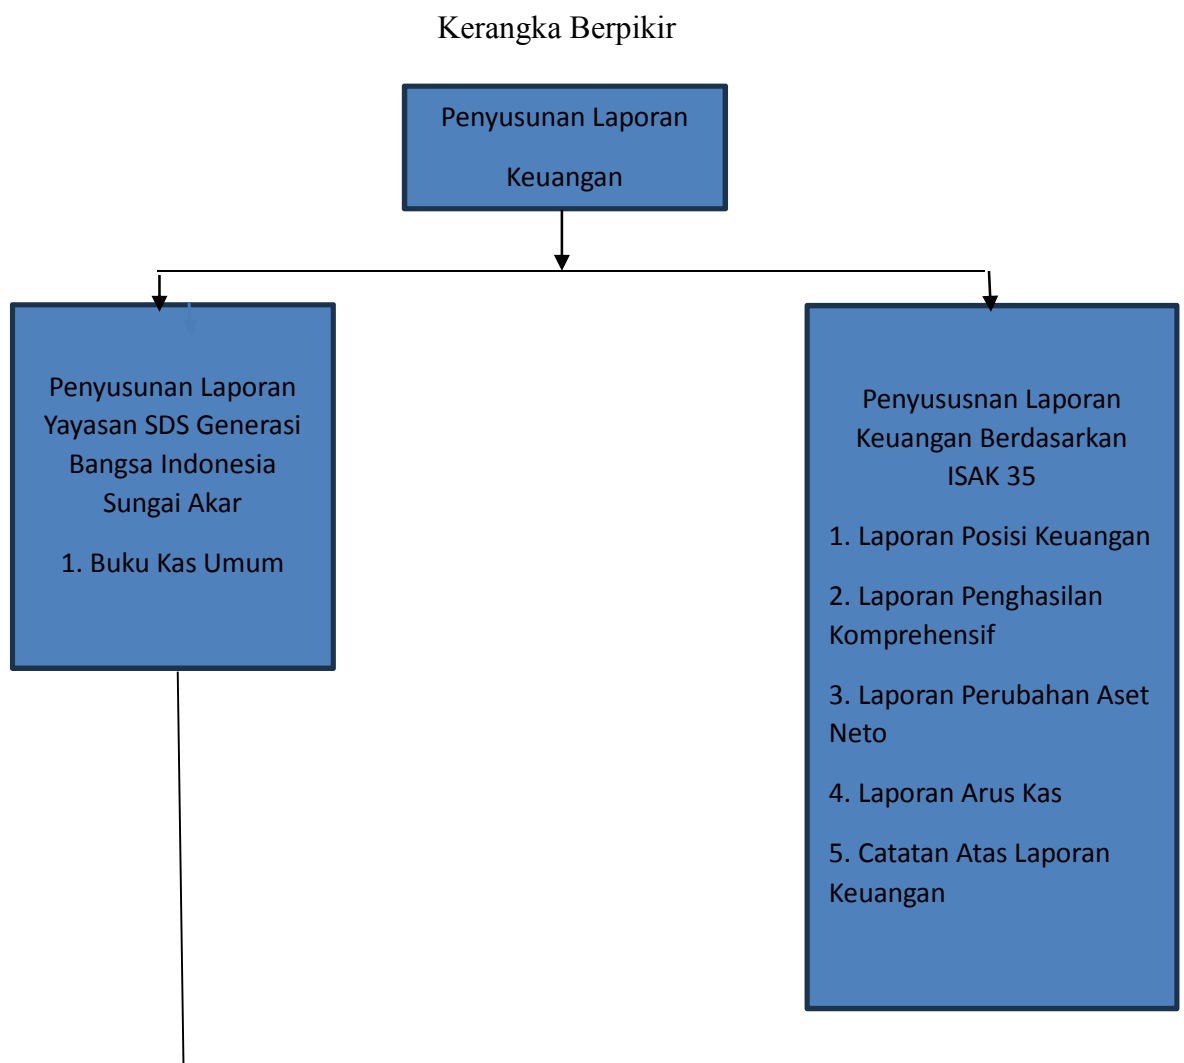 Kerangka Berpikir
Penyusunan Laporan
Keuangan
Penyusunan Laporan
Yayasan SDS Generasi
Bangsa Indonesia
Sungai Akar
1. Buku Kas Umum
Penyususnan Laporan
Keuangan Berdasarkan
ISAK 35
1. Laporan Posisi Keuangan
2. Laporan Penghasilan
Komprehensif
3. Laporan Perubahan Aset
Neto
4. Laporan Arus Kas
5. Catatan Atas Laporan
Keuangan